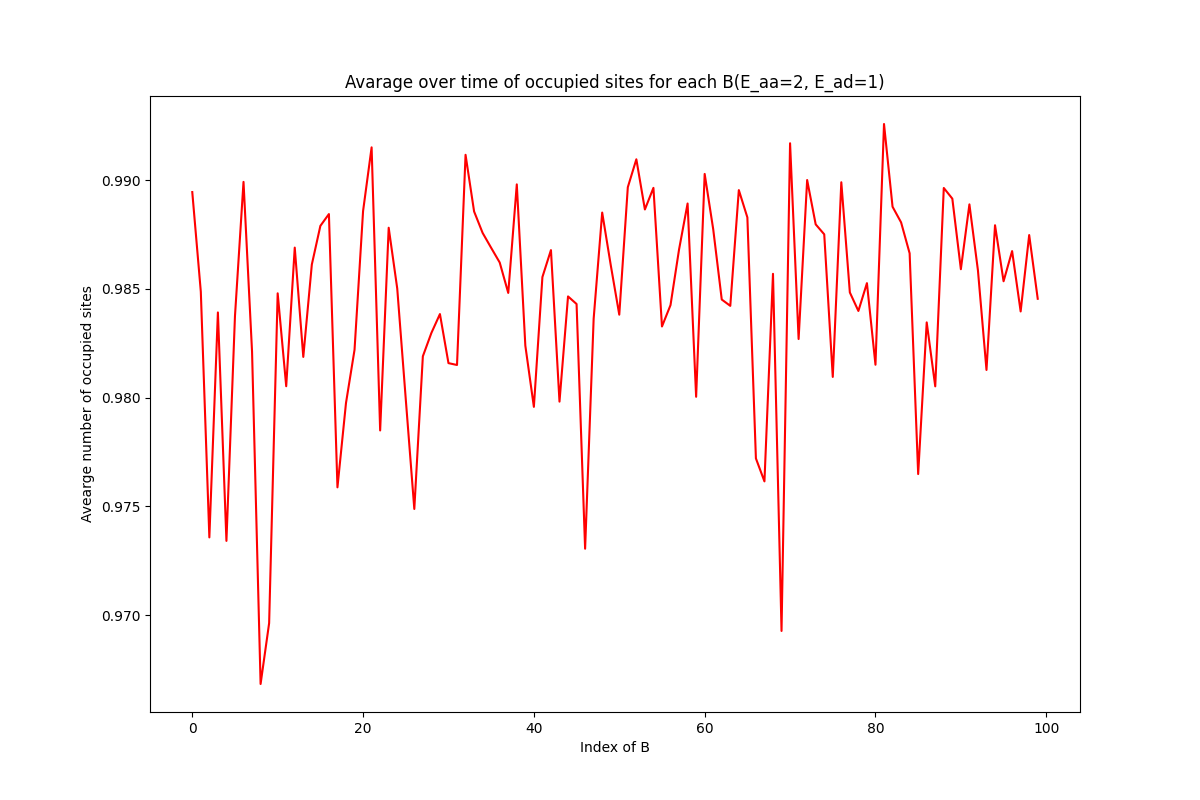 Avarage over time of occupied sites for each B(E_aa=2, E_ad=1)
Avearge number of occupied sites
0.990
0.985
0.980
0.975
0.970
0 20 40 60 80 100
Index of B